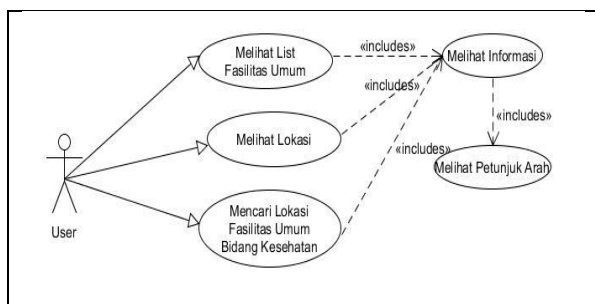 Melihat List
Fasilitas Umum
«includes»
Melihat Informasi
«includes»
Melihat Lokasi
«includes»
«includes»
Melihat Petunjuk Arah
Mencari Lokasi
Fasilitas Umum
Bidang Kesehatan
User